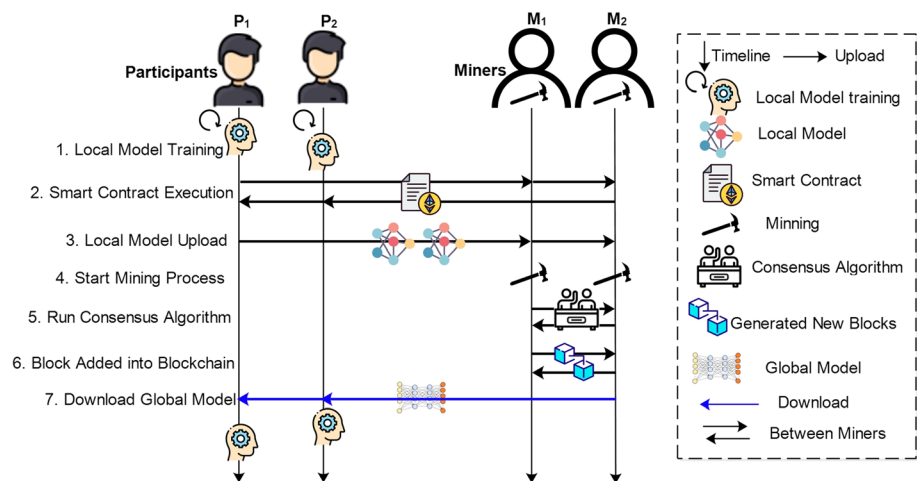 P1 P2 M1 M2
Participants
Miners
1. Local Model Training
2. Smart Contract Execution
3. Local Model Upload
4. Start Mining Process
5. Run Consensus Algorithm
6. Block Added into Blockchain
7. Download Global Model
Timeline Upload
Local Model training
Local Model
Smart Contract
Minning
Consensus Algorithm
Generated New Blocks
Global Model
Download
Between Miners